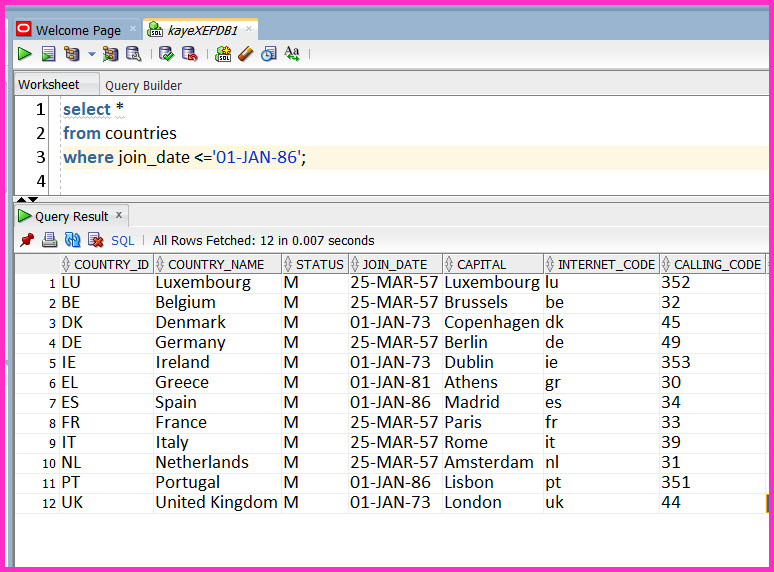 Welcome Page × kayeXEPDB1 ×
Worksheet Query Builder
1 select *
2 from countries
3 where join_date <='01-JAN-86';
4
Query Result ×
SQL | All Rows Fetched: 12 in 0.007 seconds
COUNTRY_ID COUNTRY_NAME STATUS JOIN_DATE CAPITAL INTERNET_CODE CALLING_CODE
1 LU Luxembourg M 25-MAR-57 Luxembourg lu 352
2 BE Belgium M 25-MAR-57 Brussels be 32
3 DK Denmark M 01-JAN-73 Copenhagen dk 45
4 DE Germany M 25-MAR-57 Berlin de 49
5 IE Ireland M 01-JAN-73 Dublin ie 353
6 EL Greece M 01-JAN-81 Athens gr 30
7 ES Spain M 01-JAN-86 Madrid es 34
8 FR France M 25-MAR-57 Paris fr 33
9 IT Italy M 25-MAR-57 Rome it 39
10 NL Netherlands M 25-MAR-57 Amsterdam nl 31
11 PT Portugal M 01-JAN-86 Lisbon pt 351
12 UK United Kingdom M 01-JAN-73 London uk 44